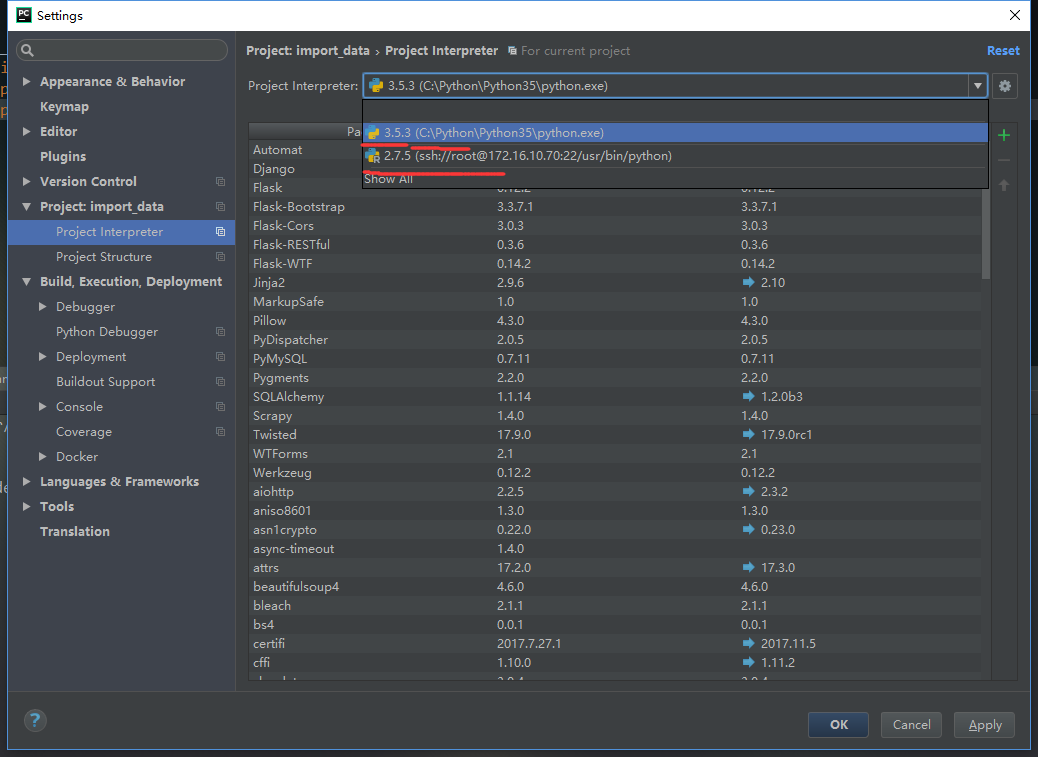 PC Settings
Appearance & Behavior
Keymap
Editor
Plugins
Version Control
Project: import_data
Project Interpreter
Project Structure
Build, Execution, Deployment
Debugger
Python Debugger
Deployment
Buildout Support
Console
Coverage
Docker
Languages & Frameworks
Tools
Translation
Project: import_data › Project Interpreter For current project Reset
Project Interpreter: 3.5.3 (C:\Python\Python35\python.exe)
3.5.3 (C:\Python\Python35\python.exe)
2.7.5 (ssh://root@172.16.10.70:22/usr/bin/python)
Show All
Pa
Automat
Django
Flask 0.12.2 0.12.2
Flask-Bootstrap 3.3.7.1 3.3.7.1
Flask-Cors 3.0.3 3.0.3
Flask-RESTful 0.3.6 0.3.6
Flask-WTF 0.14.2 0.14.2
Jinja2 2.9.6 2.10
MarkupSafe 1.0 1.0
Pillow 4.3.0 4.3.0
PyDispatcher 2.0.5 2.0.5
PyMySQL 0.7.11 0.7.11
Pygments 2.2.0 2.2.0
SQLAlchemy 1.1.14 1.2.0b3
Scrapy 1.4.0 1.4.0
Twisted 17.9.0 17.9.0rc1
WTForms 2.1 2.1
Werkzeug 0.12.2 0.12.2
aiohttp 2.2.5 2.3.2
aniso8601 1.3.0 1.3.0
asn1crypto 0.22.0 0.23.0
async-timeout 1.4.0
attrs 17.2.0 17.3.0
beautifulsoup4 4.6.0 4.6.0
bleach 2.1.1 2.1.1
bs4 0.0.1 0.0.1
certifi 2017.7.27.1 2017.11.5
cffi 1.10.0 1.11.2
? OK Cancel Apply